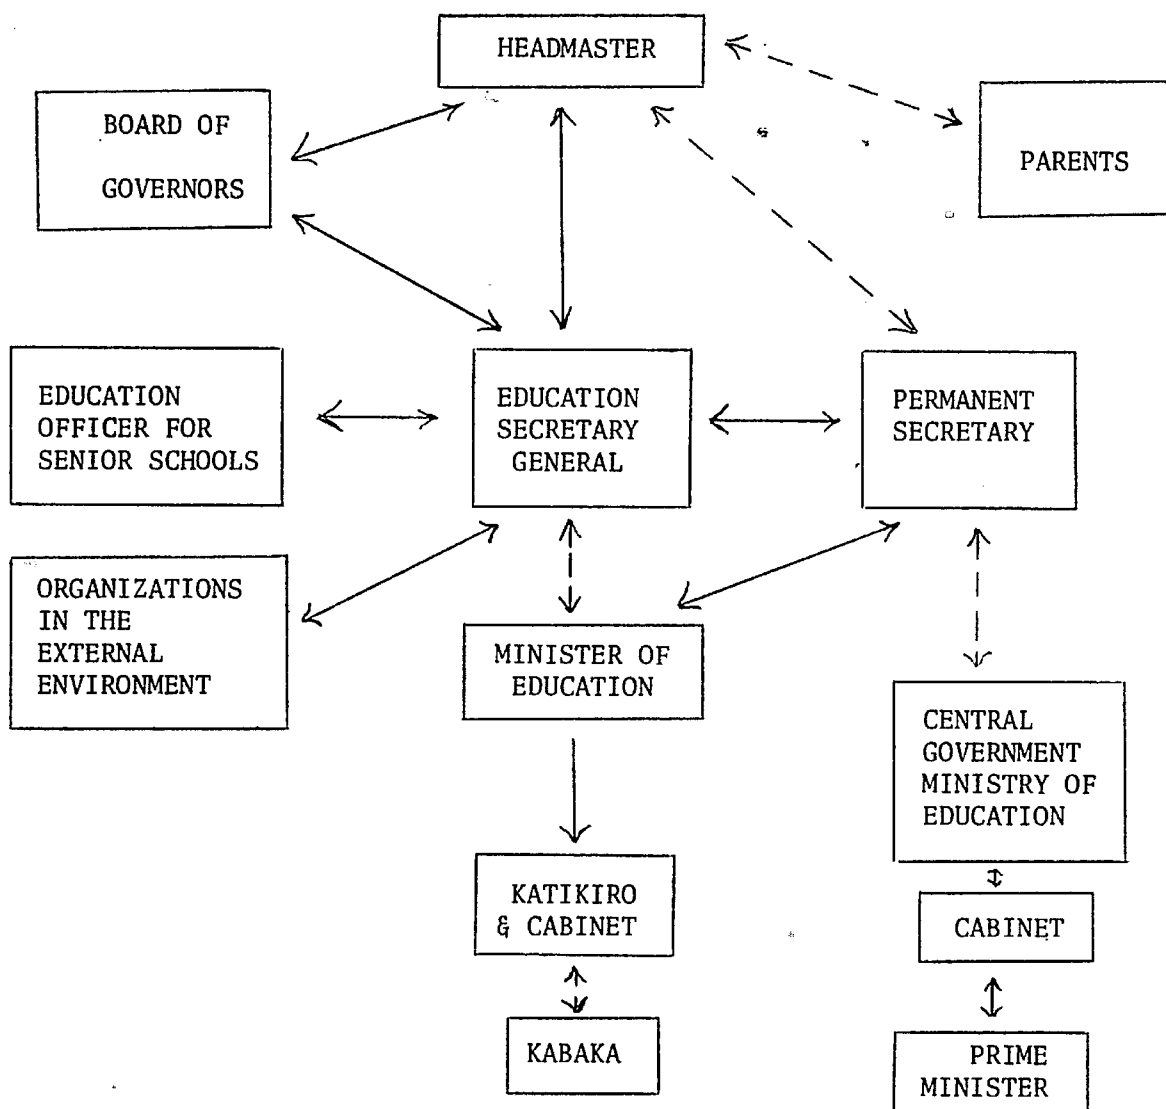 HEADMASTER
BOARD OF
GOVERNORS
PARENTS
EDUCATION
OFFICER FOR
SENIOR SCHOOLS
EDUCATION
SECRETARY
GENERAL
PERMANENT
SECRETARY
ORGANIZATIONS
IN THE
EXTERNAL
ENVIRONMENT
MINISTER OF
EDUCATION
CENTRAL
GOVERNMENT
MINISTRY OF
EDUCATION
KATIKIRO
& CABINET
CABINET
KABAKA
PRIME
MINISTER